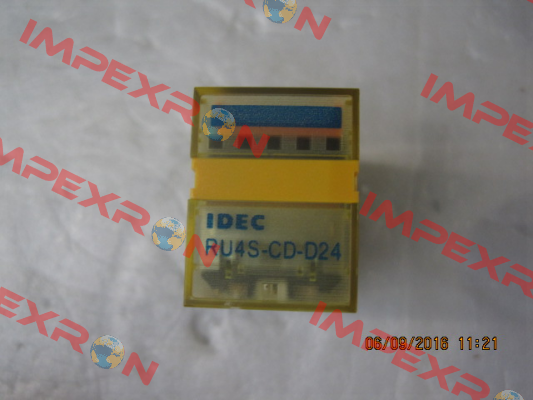 IMPEXRON
IMPEXRON
IMPEXRON
IMPEXRON
IDEC
RU4S-CD-D24
IMPEXRON
IMPEXRON
06/09/2016 11:21